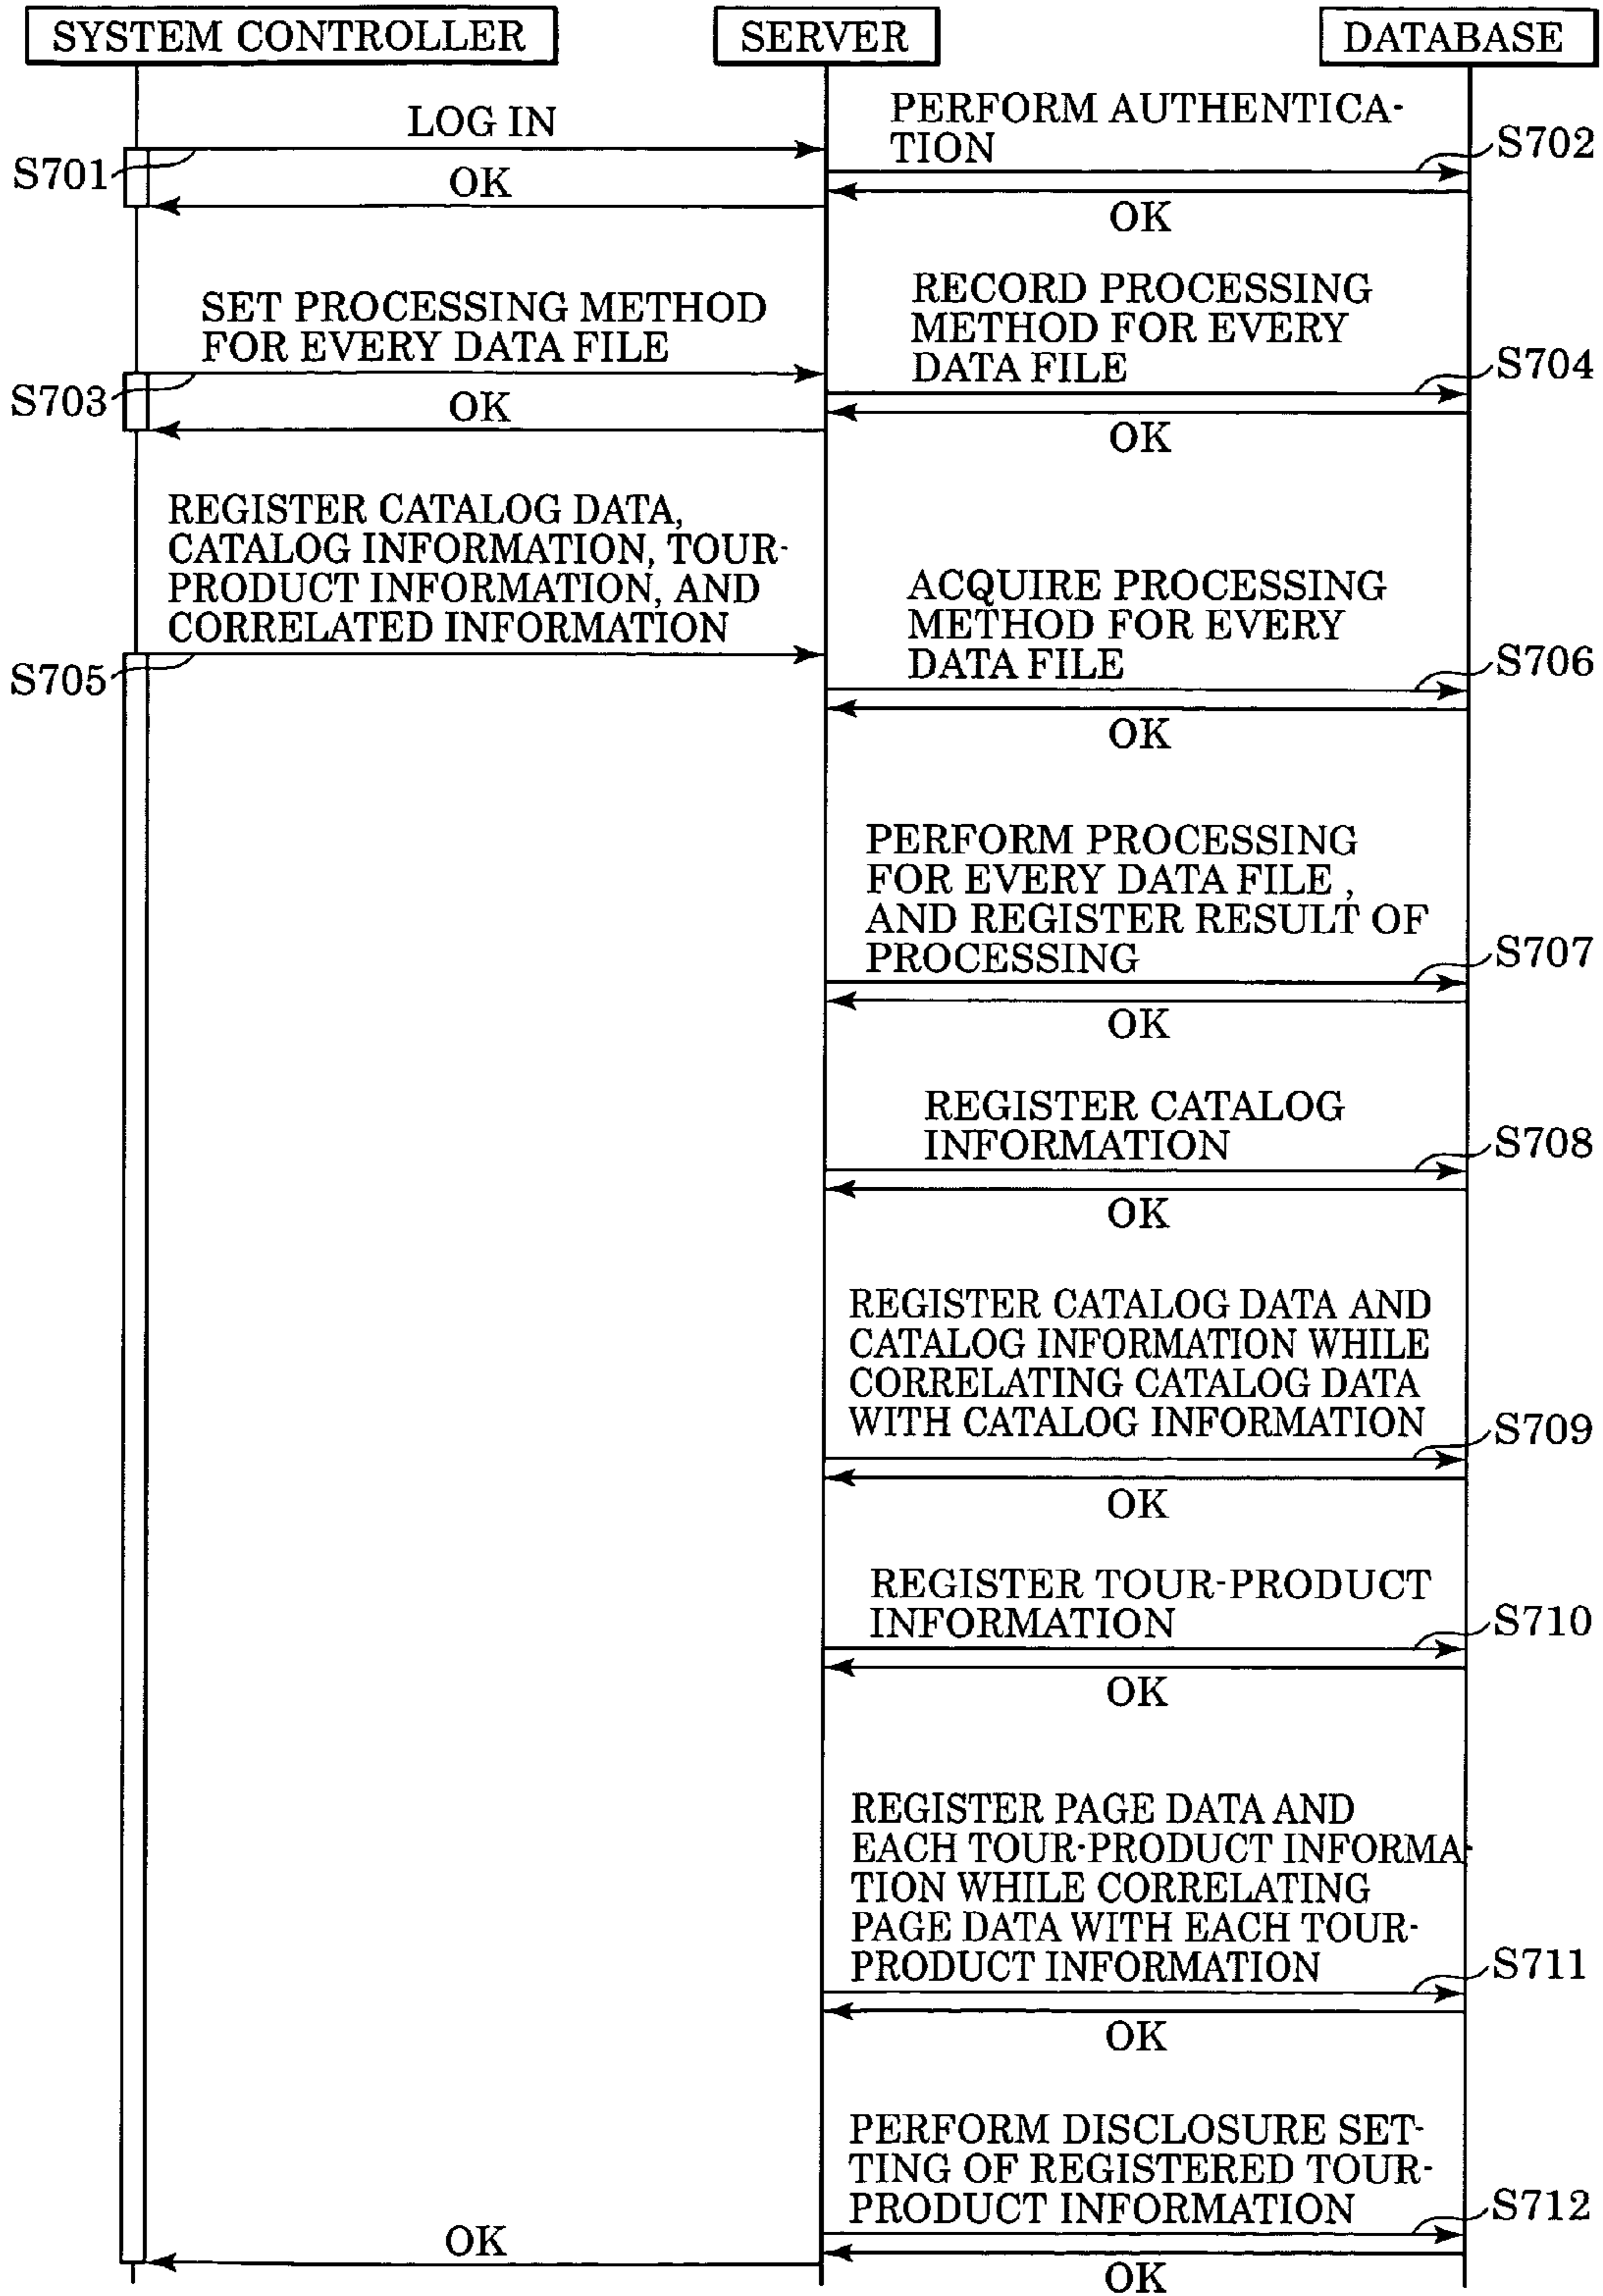 SYSTEM CONTROLLER
SERVER
DATABASE
LOG IN
PERFORM AUTHENTICA-
TION
S701
S702
OK
OK
SET PROCESSING METHOD
FOR EVERY DATA FILE
RECORD PROCESSING
METHOD FOR EVERY
DATA FILE
S703
S704
OK
OK
REGISTER CATALOG DATA,
CATALOG INFORMATION, TOUR-
PRODUCT INFORMATION, AND
CORRELATED INFORMATION
S705
ACQUIRE PROCESSING
METHOD FOR EVERY
DATA FILE
S706
OK
PERFORM PROCESSING
FOR EVERY DATA FILE ,
AND REGISTER RESULT OF
PROCESSING
S707
OK
REGISTER CATALOG
INFORMATION
S708
OK
REGISTER CATALOG DATA AND
CATALOG INFORMATION WHILE
CORRELATING CATALOG DATA
WITH CATALOG INFORMATION
S709
OK
REGISTER TOUR-PRODUCT
INFORMATION
S710
OK
REGISTER PAGE DATA AND
EACH TOUR-PRODUCT INFORMA-
TION WHILE CORRELATING
PAGE DATA WITH EACH TOUR-
PRODUCT INFORMATION
S711
OK
PERFORM DISCLOSURE SET-
TING OF REGISTERED TOUR-
PRODUCT INFORMATION
S712
OK
OK